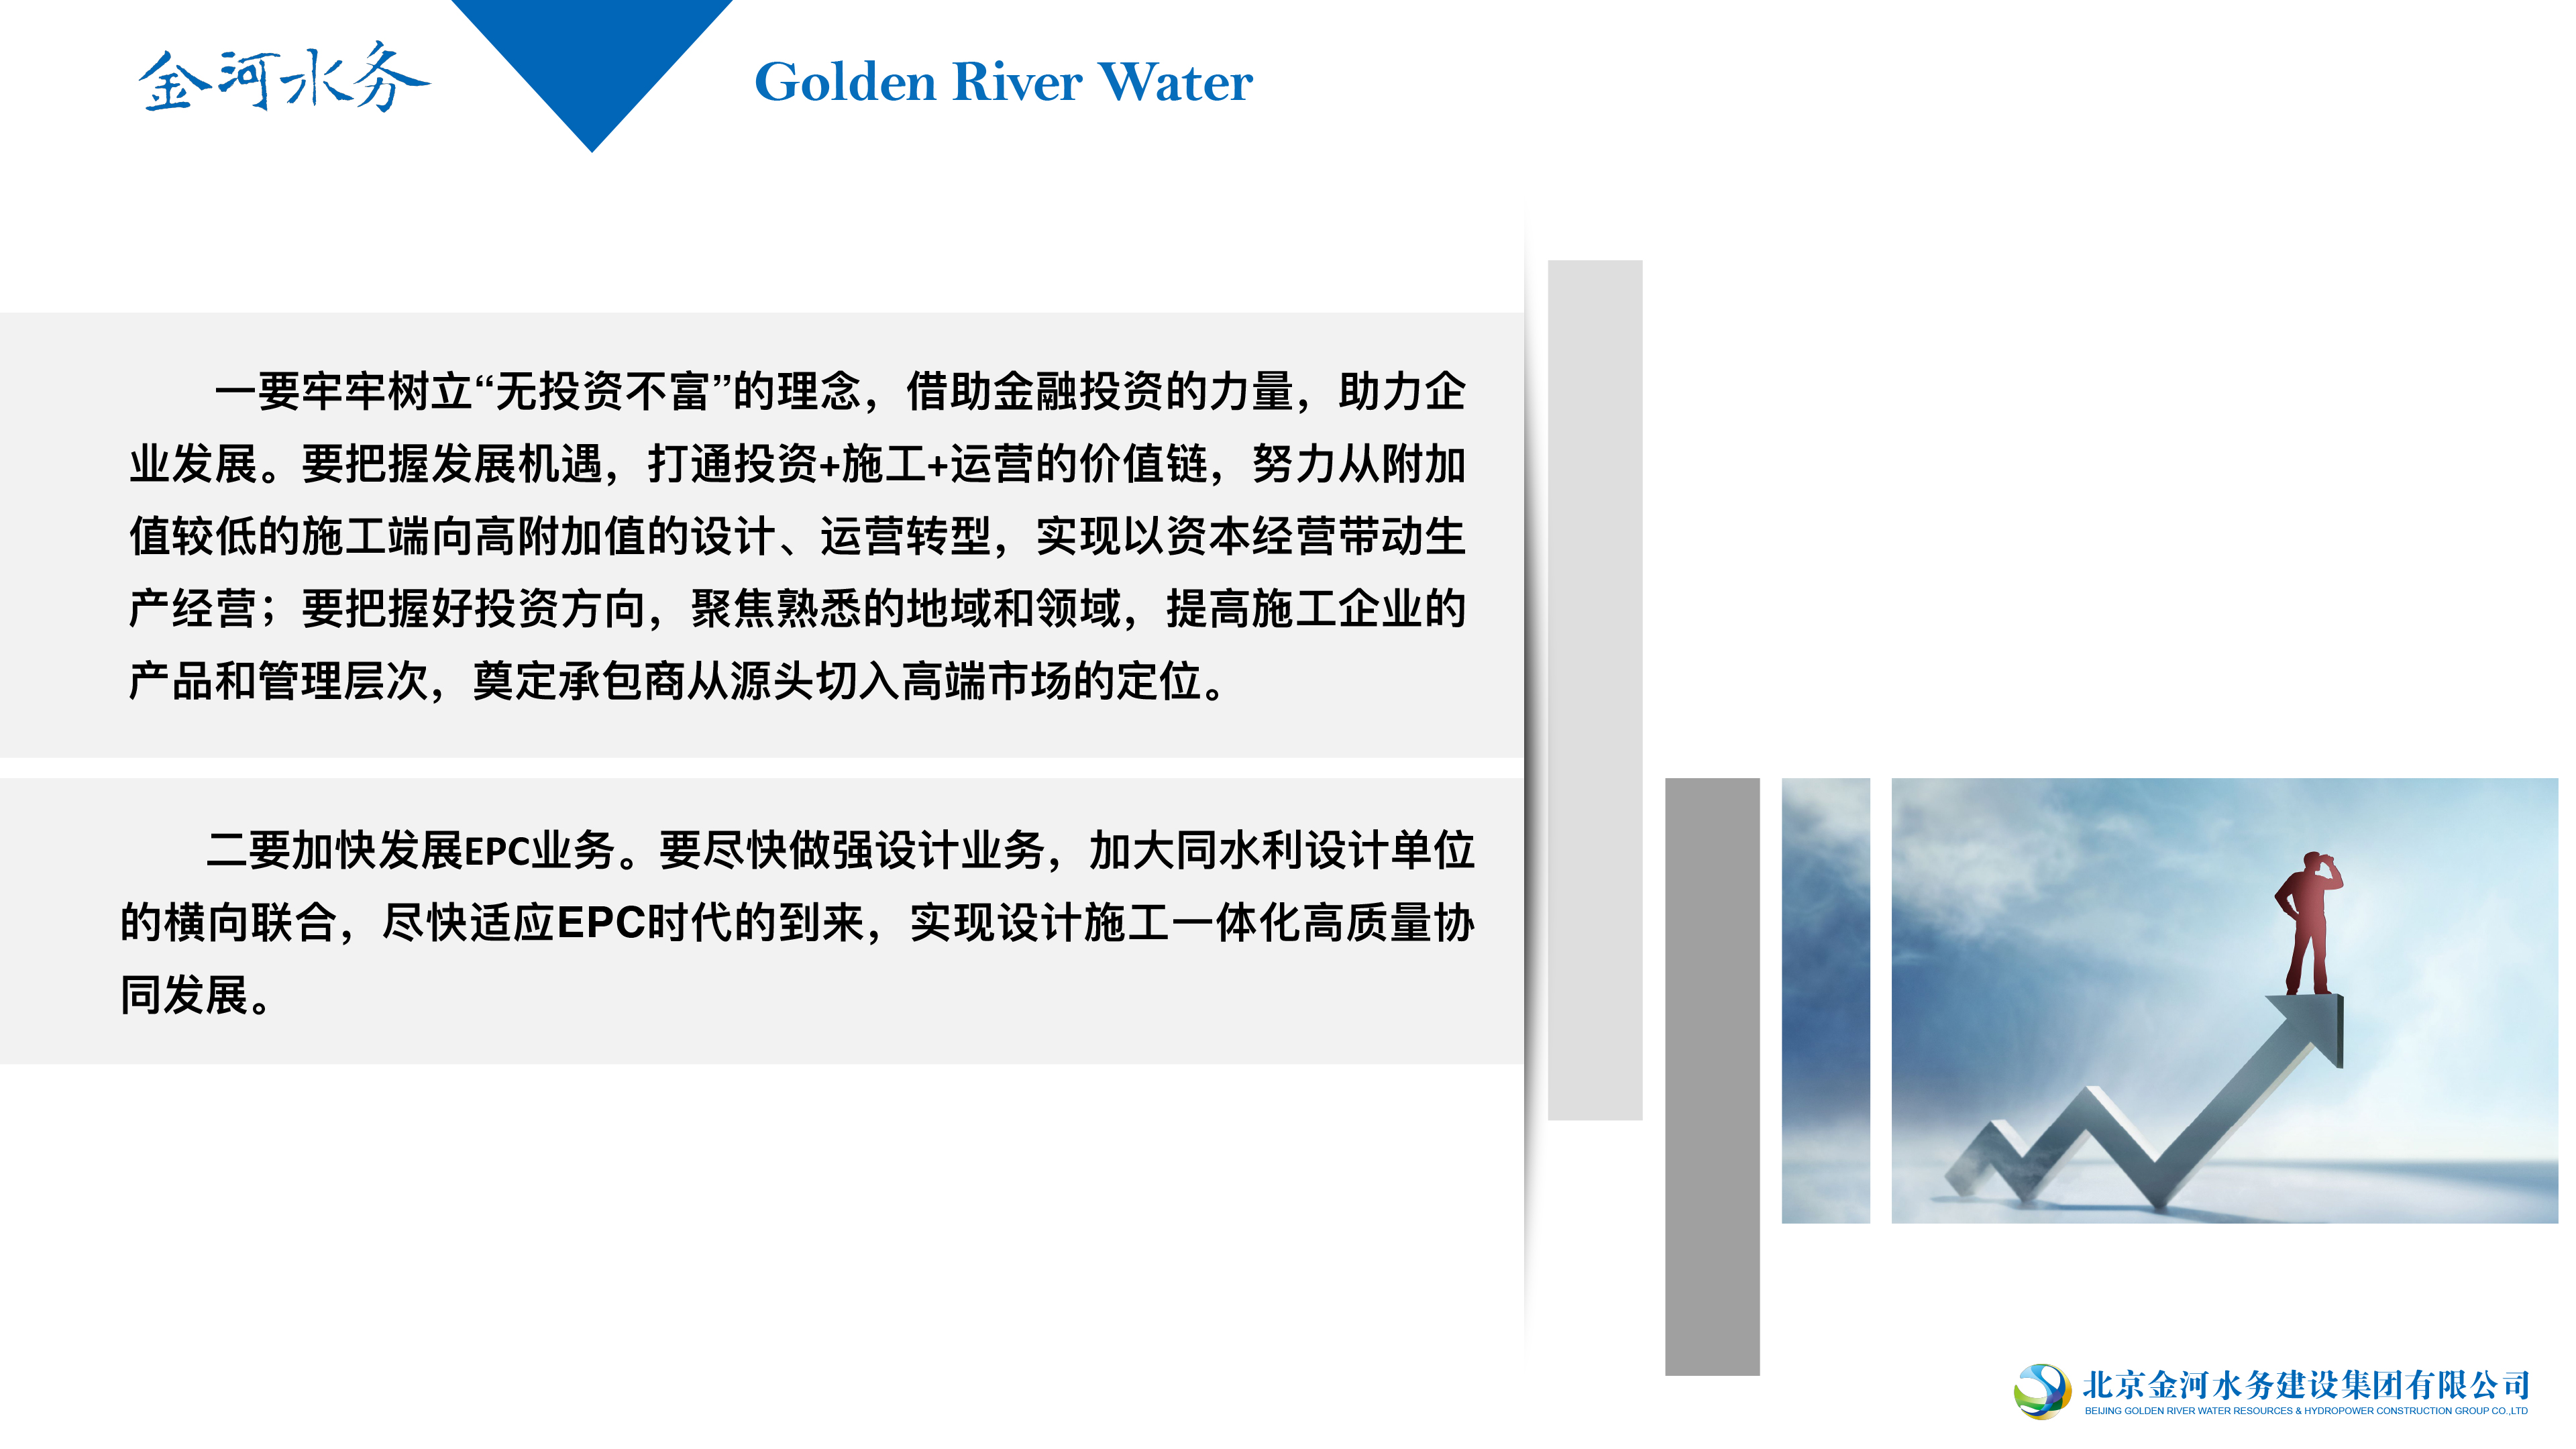 金河水务
Golden River Water
一要牢牢树立“无投资不富”的理念，借助金融投资的力量，助力企
业发展。要把握发展机遇，打通投资+施工+运营的价值链，努力从附加
值较低的施工端向高附加值的设计、运营转型，实现以资本经营带动生
产经营；要把握好投资方向，聚焦熟悉的地域和领域，提高施工企业的
产品和管理层次，奠定承包商从源头切入高端市场的定位。
二要加快发展EPC业务。要尽快做强设计业务，加大同水利设计单位
的横向联合，尽快适应EPC时代的到来，实现设计施工一体化高质量协
同发展。
北京金河水务建设集团有限公司
BEIJING GOLDEN RIVER WATER RESOURCES & HYDROPOWER CONSTRUCTION GROUP CO.,LTD